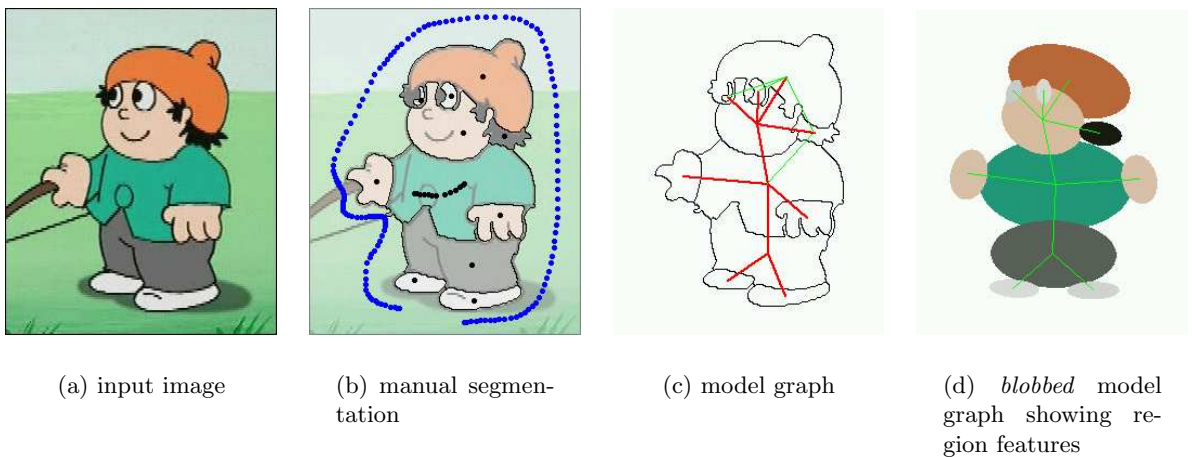 (a) input image
(b) manual segmen-
tation
(c) model graph
(d) blobbed model
graph showing re-
gion features